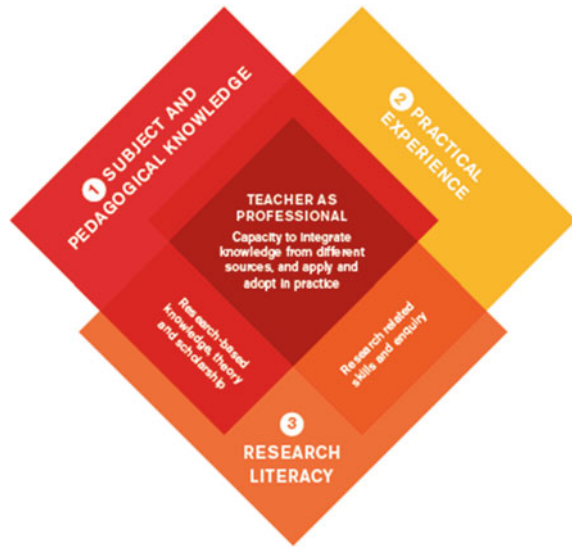 1 SUBJECT AND
PEDAGOGICAL KNOWLEDGE
2 PRACTICAL
EXPERIENCE
TEACHER AS
PROFESSIONAL
Capacity to integrate
knowledge from different
sources, and apply and
adopt in practice
Research-based
knowledge, theory
and scholarship
Research related
skills and enquiry
3
RESEARCH
LITERACY